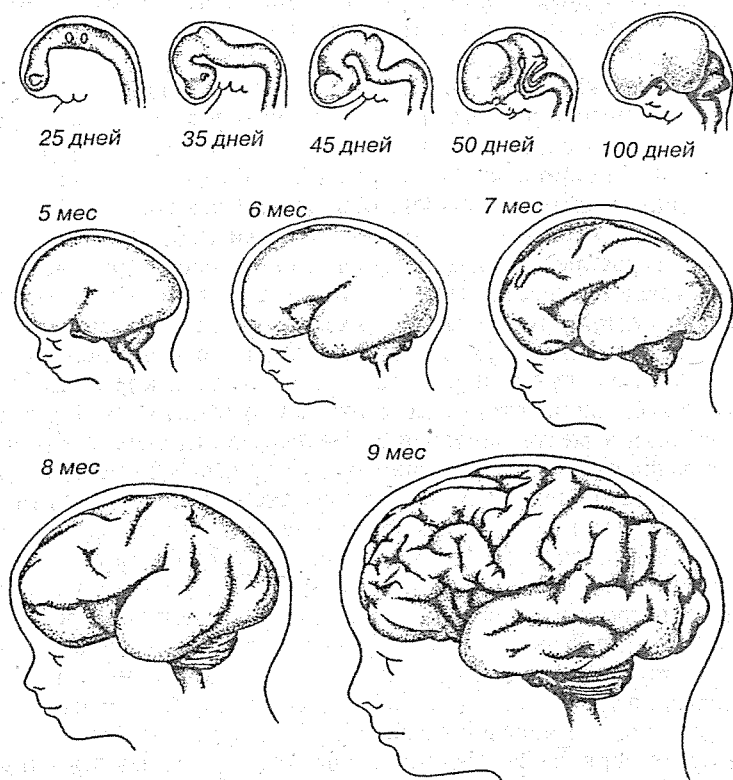 25 дней
35 дней
45 дней
50 дней
100 дней
5 мес
6 мес
7 мес
8 мес
9 мес